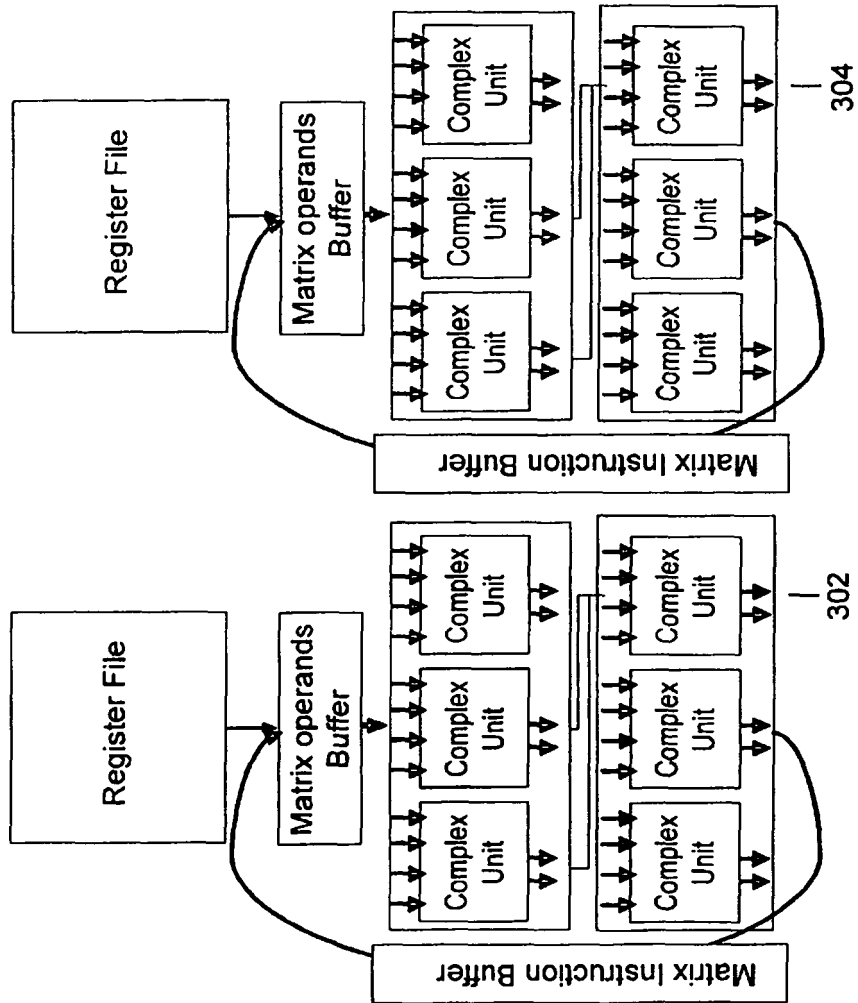 Register File
Matrix operands
Buffer
Matrix Instruction Buffer
Complex
Unit
Complex
Unit
Complex
Unit
Complex
Unit
Complex
Unit
Complex
Unit
302
Register File
Matrix operands
Buffer
Matrix Instruction Buffer
Complex
Unit
Complex
Unit
Complex
Unit
Complex
Unit
Complex
Unit
Complex
Unit
304